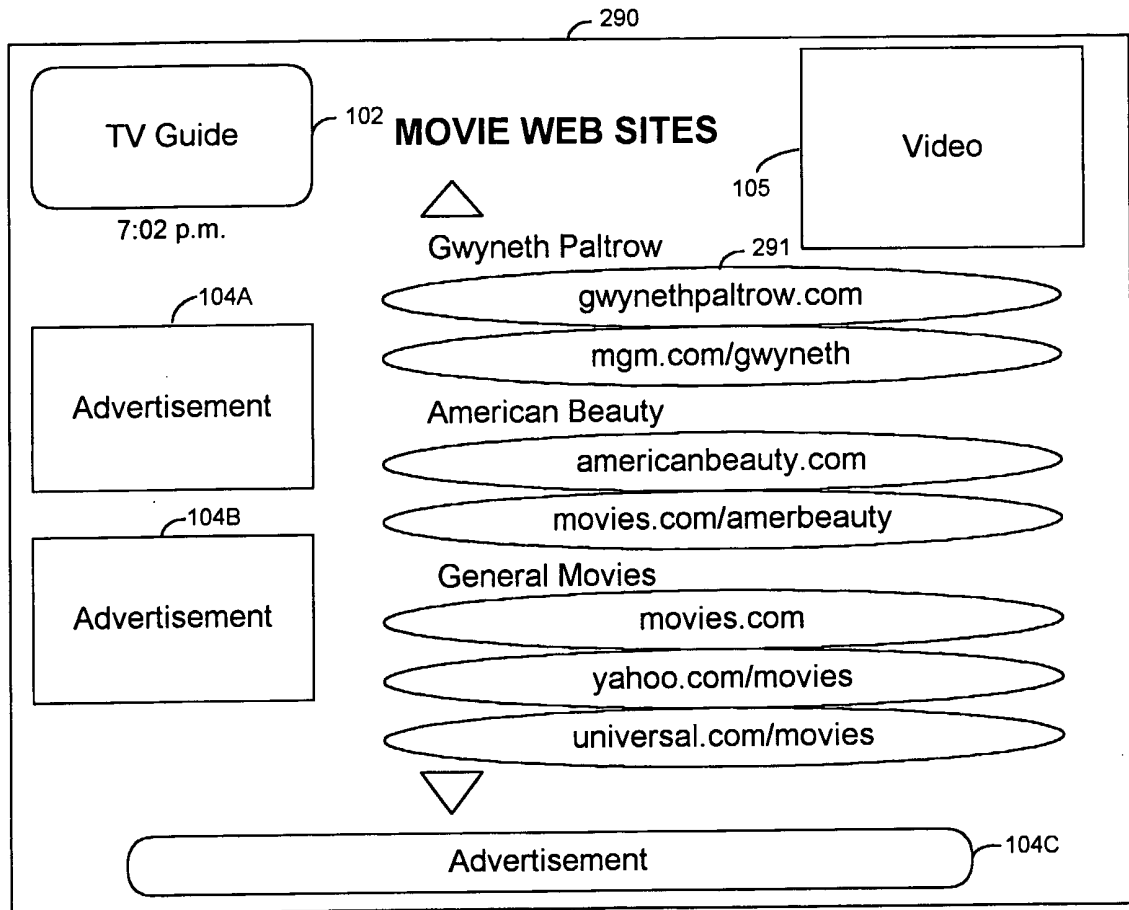 290
TV Guide
102
MOVIE WEB SITES
Video
105
7:02 p.m.
Gwyneth Paltrow
291
gwynethpaltrow.com
mgm.com/gwyneth
104A
Advertisement
American Beauty
americanbeauty.com
movies.com/amerbeauty
104B
Advertisement
General Movies
movies.com
yahoo.com/movies
universal.com/movies
Advertisement
104C